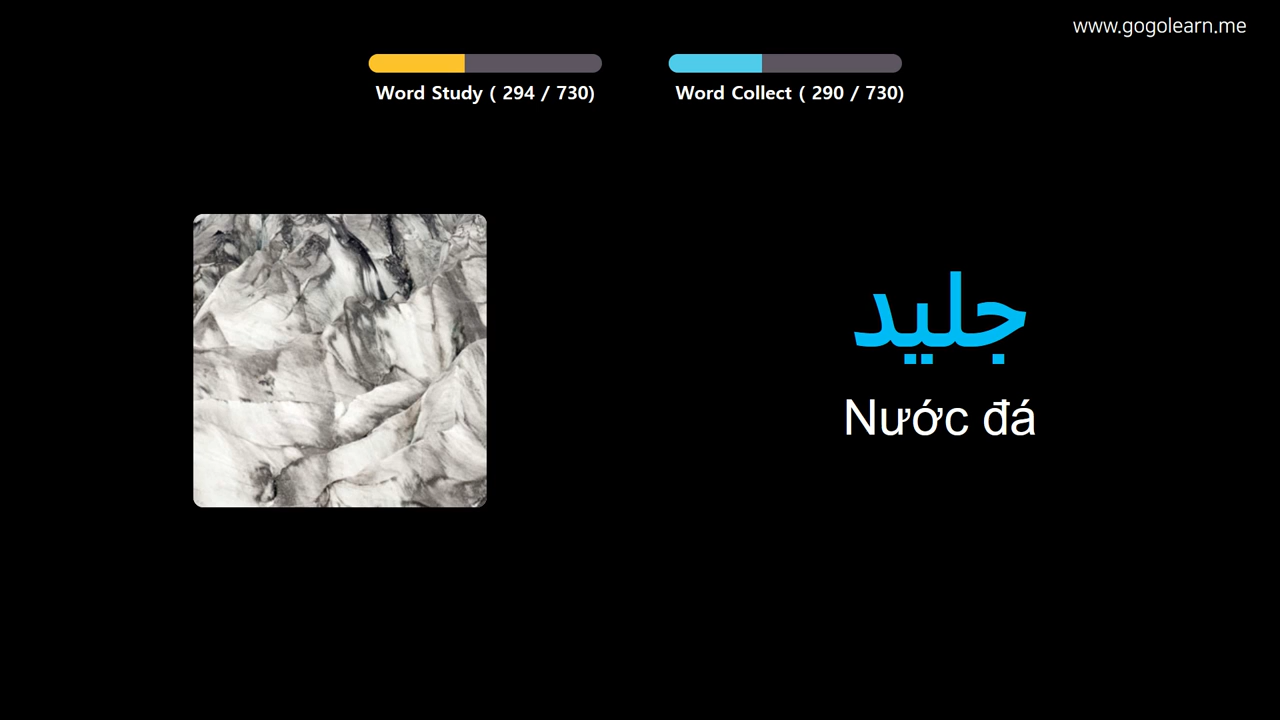 www.gogolearn.me
Word Study ( 294 / 730)
Word Collect ( 290 / 730)
جليد
Nước đá